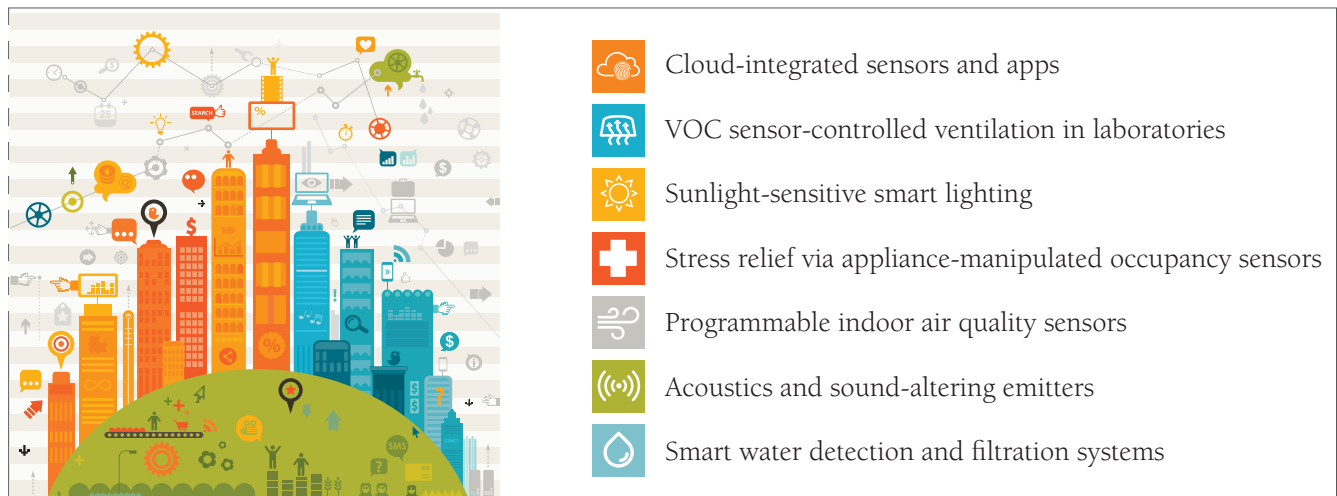 25
SEARCH
%
$
$
%
$
$
$
?
i
SMS
?
Cloud-integrated sensors and apps
VOC sensor-controlled ventilation in laboratories
Sunlight-sensitive smart lighting
Stress relief via appliance-manipulated occupancy sensors
Programmable indoor air quality sensors
Acoustics and sound-altering emitters
Smart water detection and filtration systems